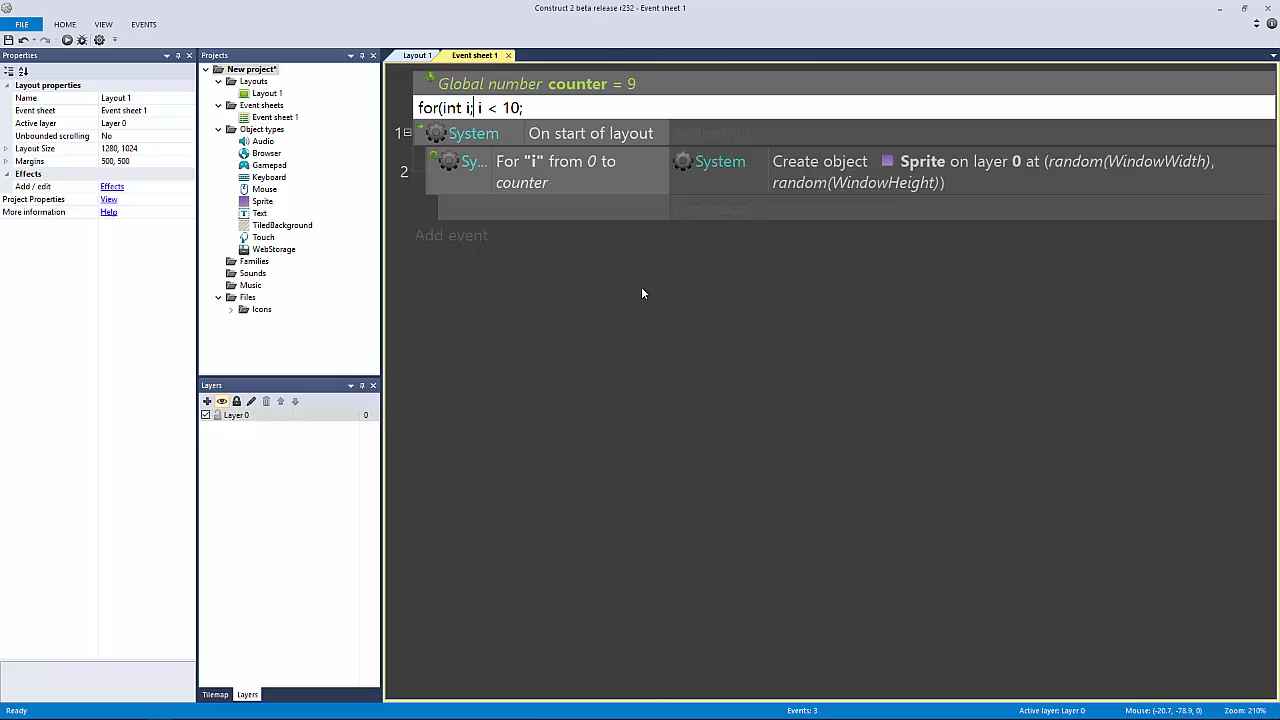 Construct 2 beta release r232 - Event sheet 1
FILE HOME VIEW EVENTS
Properties
Layout properties
Name Layout 1
Event sheet Event sheet 1
Active layer Layer 0
Unbounded scrolling No
Layout Size 1280, 1024
Margins 500, 500
Effects
Add / edit Effects
Project Properties View
More information Help
Projects
New project*
Layouts
Layout 1
Event sheets
Event sheet 1
Object types
Audio
Browser
Gamepad
Keyboard
Mouse
Sprite
Text
TiledBackground
Touch
WebStorage
Families
Sounds
Music
Files
Icons
Layers
Layer 0 0
Tilemap Layers
Layout 1 Event sheet 1
Global number counter = 9
for(int i; i < 10;
1 System On start of layout Add action
2 Sy... For "i" from 0 to counter System Create object Sprite on layer 0 at (random(WindowWidth),
random(WindowHeight))
Add action
Add event
Ready Events: 3 Active layer: Layer 0 Mouse: (-20.7, -78.9, 0) Zoom: 210%